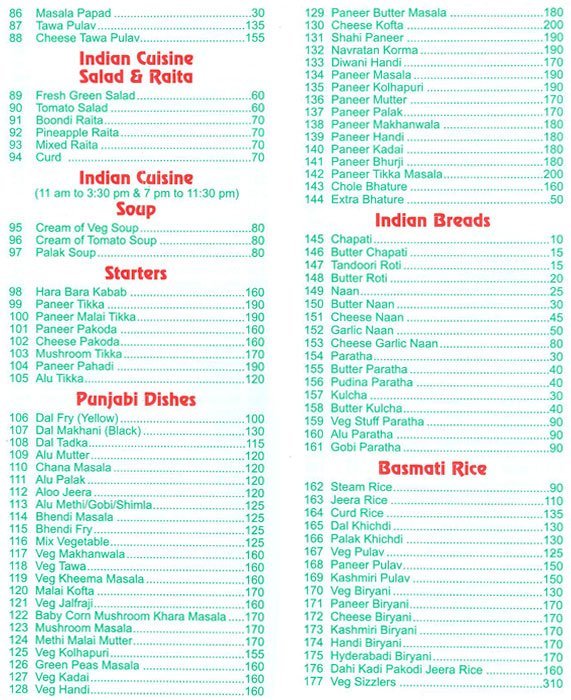 86 Masala Papad 30
87 Tawa Pulav 135
88 Cheese Tawa Pulav 155
Indian Cuisine
Salad & Raita
89 Fresh Green Salad 60
90 Tomato Salad 60
91 Boondi Raita 70
92 Pineapple Raita 70
93 Mixed Raita 70
94 Curd 70
Indian Cuisine
(11 am to 3:30 pm & 7 pm to 11:30 pm)
Soup
95 Cream of Veg Soup 80
96 Cream of Tomato Soup 80
97 Palak Soup 80
Starters
98 Hara Bara Kabab 160
99 Paneer Tikka 190
100 Paneer Malai Tikka 190
101 Paneer Pakoda 160
102 Cheese Pakoda 160
103 Mushroom Tikka 170
104 Paneer Pahadi 190
105 Alu Tikka 120
Punjabi Dishes
106 Dal Fry (Yellow) 100
107 Dal Makhani (Black) 130
108 Dal Tadka 115
109 Alu Mutter 120
110 Chana Masala 120
111 Alu Palak 120
112 Aloo Jeera 120
113 Alu Methi/Gobi/Shimla 125
114 Bhendi Masala 125
115 Bhendi Fry 125
116 Mix Vegetable 125
117 Veg Makhanwala 160
118 Veg Tawa 160
119 Veg Kheema Masala 160
120 Malai Kofta 170
121 Veg Jalfraji 160
122 Baby Corn Mushroom Khara Masala 170
123 Mushroom Masala 170
124 Methi Malai Mutter 170
125 Veg Kolhapuri 155
126 Green Peas Masala 160
127 Veg Kadai 160
128 Veg Handi 160
129 Paneer Butter Masala 180
130 Cheese Kofta 200
131 Shahi Paneer 190
132 Navratan Korma 190
133 Diwani Handi 170
134 Paneer Masala 190
135 Paneer Kolhapuri 190
136 Paneer Mutter 170
137 Paneer Palak 170
138 Paneer Makhanwala 180
139 Paneer Handi 180
140 Paneer Kadai 180
141 Paneer Bhurji 180
142 Paneer Tikka Masala 200
143 Chole Bhature 160
144 Extra Bhature 50
Indian Breads
145 Chapati 10
146 Butter Chapati 15
147 Tandoori Roti 15
148 Butter Roti 20
149 Naan 25
150 Butter Naan 30
151 Cheese Naan 45
152 Garlic Naan 50
153 Cheese Garlic Naan 80
154 Paratha 30
155 Butter Paratha 40
156 Pudina Paratha 40
157 Kulcha 30
158 Butter Kulcha 40
159 Veg Stuff Paratha 90
160 Alu Paratha 90
161 Gobi Paratha 90
Basmati Rice
162 Steam Rice 90
163 Jeera Rice 110
164 Curd Rice 135
165 Dal Khichdi 130
166 Palak Khichdi 130
167 Veg Pulav 125
168 Paneer Pulav 150
169 Kashmiri Pulav 150
170 Veg Biryani 130
171 Paneer Biryani 170
172 Cheese Biryani 170
173 Kashmiri Biryani 170
174 Handi Biryani 170
175 Hyderabadi Biryani 170
176 Dahi Kadi Pakodi Jeera Rice 160
177 Veg Sizzlers 310